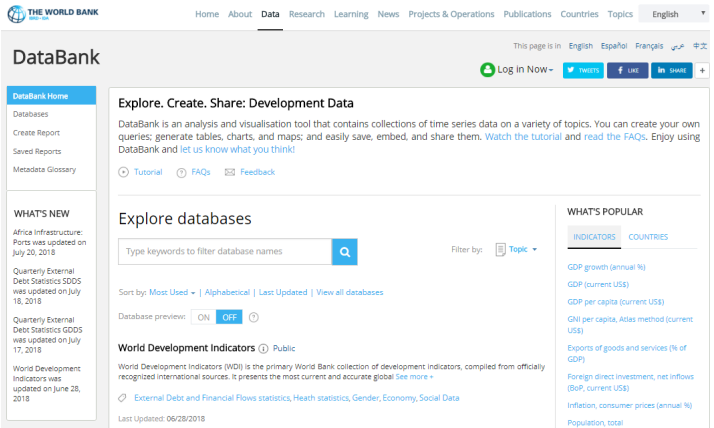 THE WORLD BANK
IBRD • IDA
Home About Data Research Learning News Projects & Operations Publications Countries Topics English
This page is in English Español Français عربي 中文
DataBank
Log in Now
TWEETS LIKE SHARE +
DataBank Home
Databases
Create Report
Saved Reports
Metadata Glossary
WHAT'S NEW
Africa Infrastructure:
Ports was updated on
July 20, 2018
Quarterly External
Debt Statistics SDDS
was updated on July
18, 2018
Quarterly External
Debt Statistics GDDS
was updated on July
17, 2018
World Development
Indicators was
updated on June 28,
2018
Explore. Create. Share: Development Data
DataBank is an analysis and visualisation tool that contains collections of time series data on a variety of topics. You can create your own
queries; generate tables, charts, and maps; and easily save, embed, and share them. Watch the tutorial and read the FAQs. Enjoy using
DataBank and let us know what you think!
Tutorial FAQs Feedback
Explore databases
Type keywords to filter database names
Filter by: Topic
Sort by: Most Used | Alphabetical | Last Updated | View all databases
Database preview: ON OFF
World Development Indicators Public
World Development Indicators (WDI) is the primary World Bank collection of development indicators, compiled from officially
recognized international sources. It presents the most current and accurate global See more +
External Debt and Financial Flows statistics, Heath statistics, Gender, Economy, Social Data
Last Updated: 06/28/2018
WHAT'S POPULAR
INDICATORS COUNTRIES
GDP growth (annual %)
GDP (current US$)
GDP per capita (current US$)
GNI per capita, Atlas method (current
US$)
Exports of goods and services (% of
GDP)
Foreign direct investment, net inflows
(BoP, current US$)
Inflation, consumer prices (annual %)
Population, total